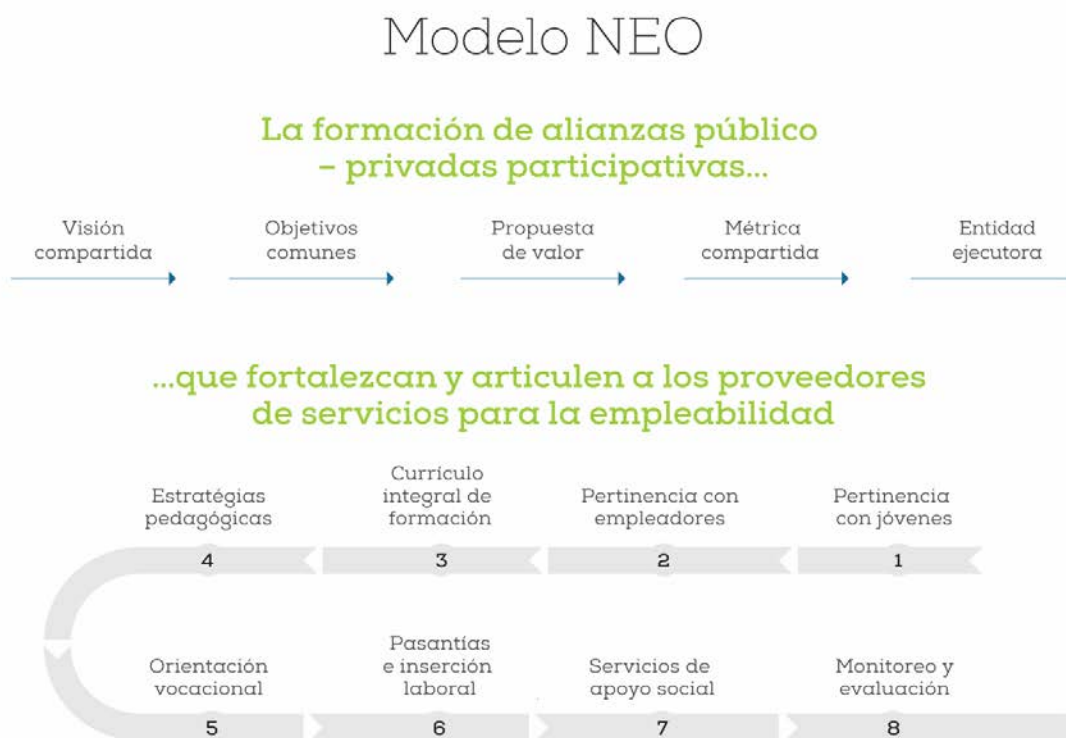 Modelo NEO
La formación de alianzas público
– privadas participativas...
Visión
compartida
Objetivos
comunes
Propuesta
de valor
Métrica
compartida
Entidad
ejecutora
...que fortalezcan y articulen a los proveedores
de servicios para la empleabilidad
Pertinencia
con jóvenes
1
Pertinencia con
empleadores
2
Currículo
integral de
formación
3
Estratégias
pedagógicas
4
Orientación
vocacional
5
Pasantías
e inserción
laboral
6
Servicios de
apoyo social
7
Monitoreo y
evaluación
8